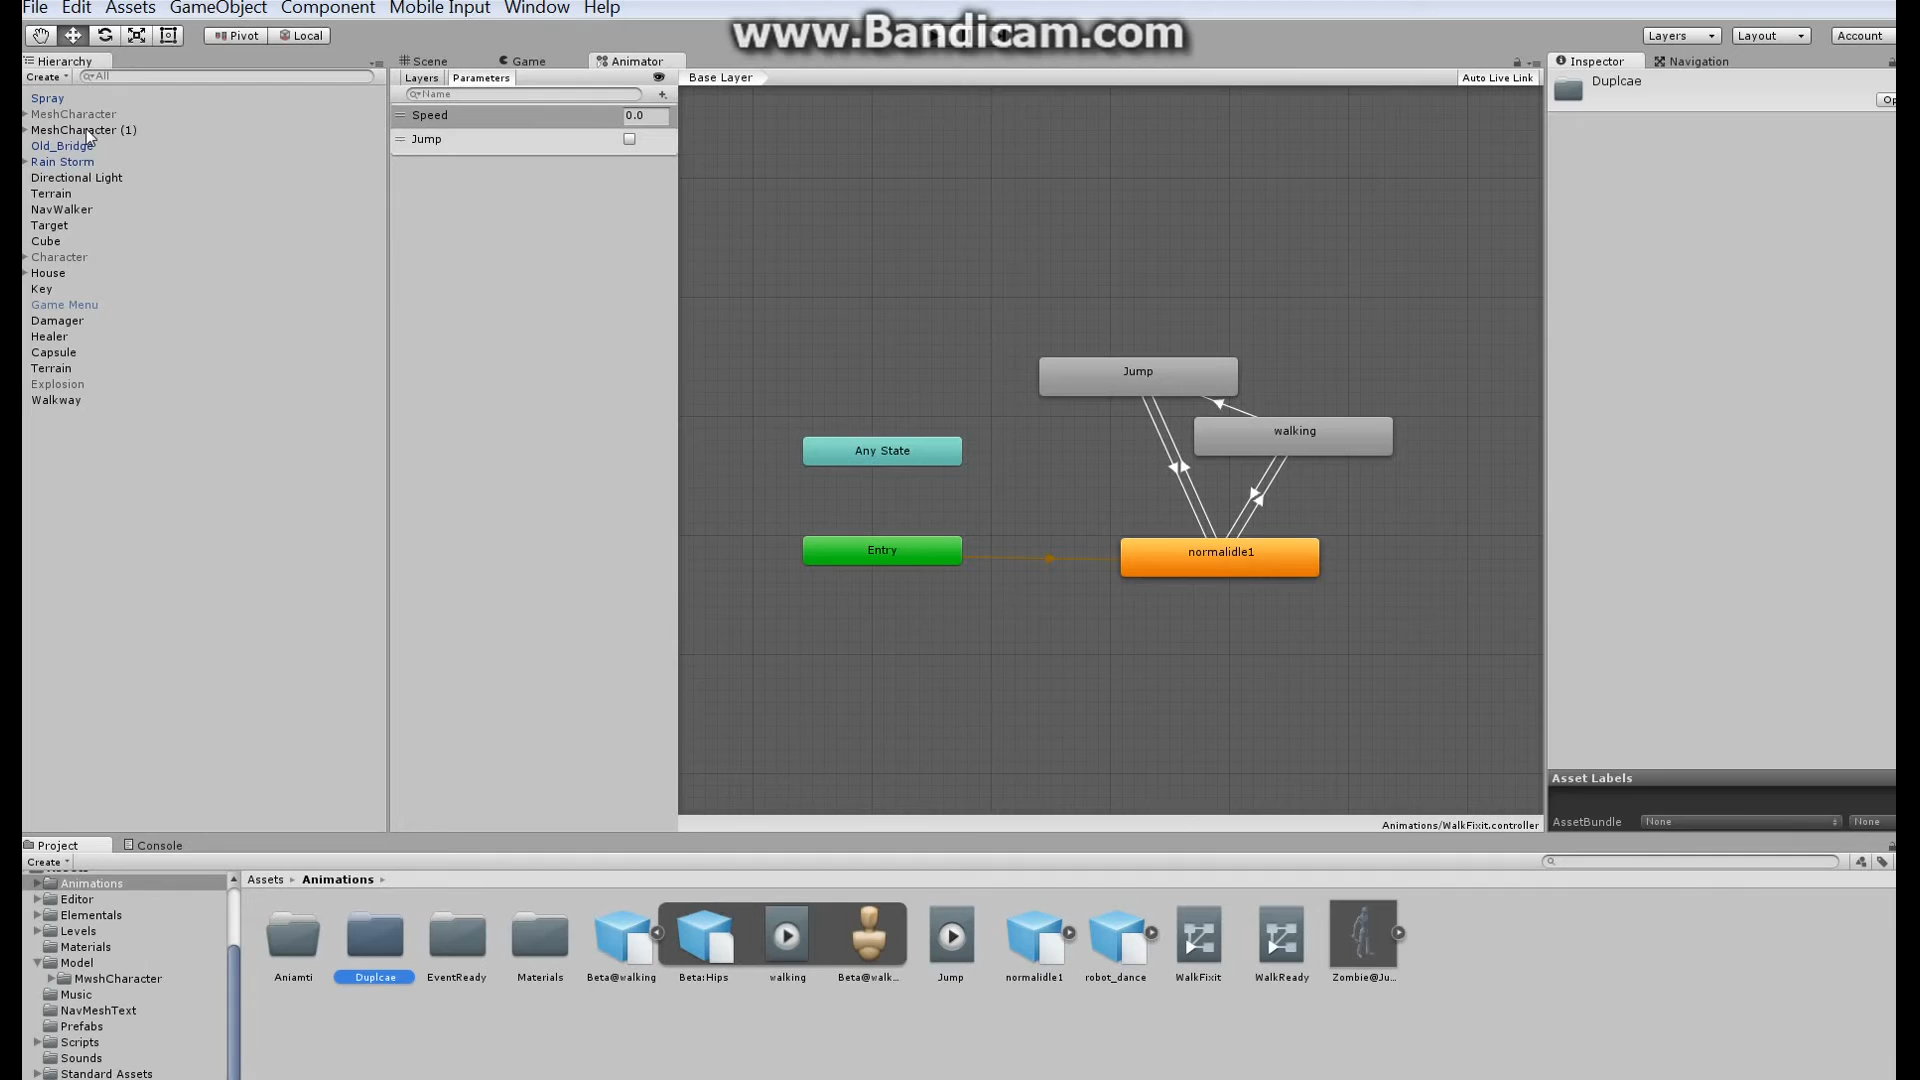 File Edit Assets GameObject Component Mobile Input Window Help
www.Bandicam.com
Pivot Local
Layers Layout Account
Hierarchy
Create All
Spray
MeshCharacter
MeshCharacter (1)
Old_Bridge
Rain Storm
Directional Light
Terrain
NavWalker
Target
Cube
Character
House
Key
Game Menu
Damager
Healer
Capsule
Terrain
Explosion
Walkway
Scene Game Animator
Layers Parameters
Name
Speed 0.0
Jump
Base Layer Auto Live Link
Jump
walking
Any State
Entry
normalidle1
Animations/WalkFixit.controller
Inspector Navigation
Duplcae
Op
Asset Labels
AssetBundle None None
Project Console
Create
Animations
Editor
Elementals
Levels
Materials
Model
MwshCharacter
Music
NavMeshText
Prefabs
Scripts
Sounds
Standard Assets
Assets Animations
Aniamti Duplcae EventReady Materials Beta@walking Beta:Hips walking Beta@walk... Jump normalidle1 robot_dance WalkFixit WalkReady Zombie@Ju...